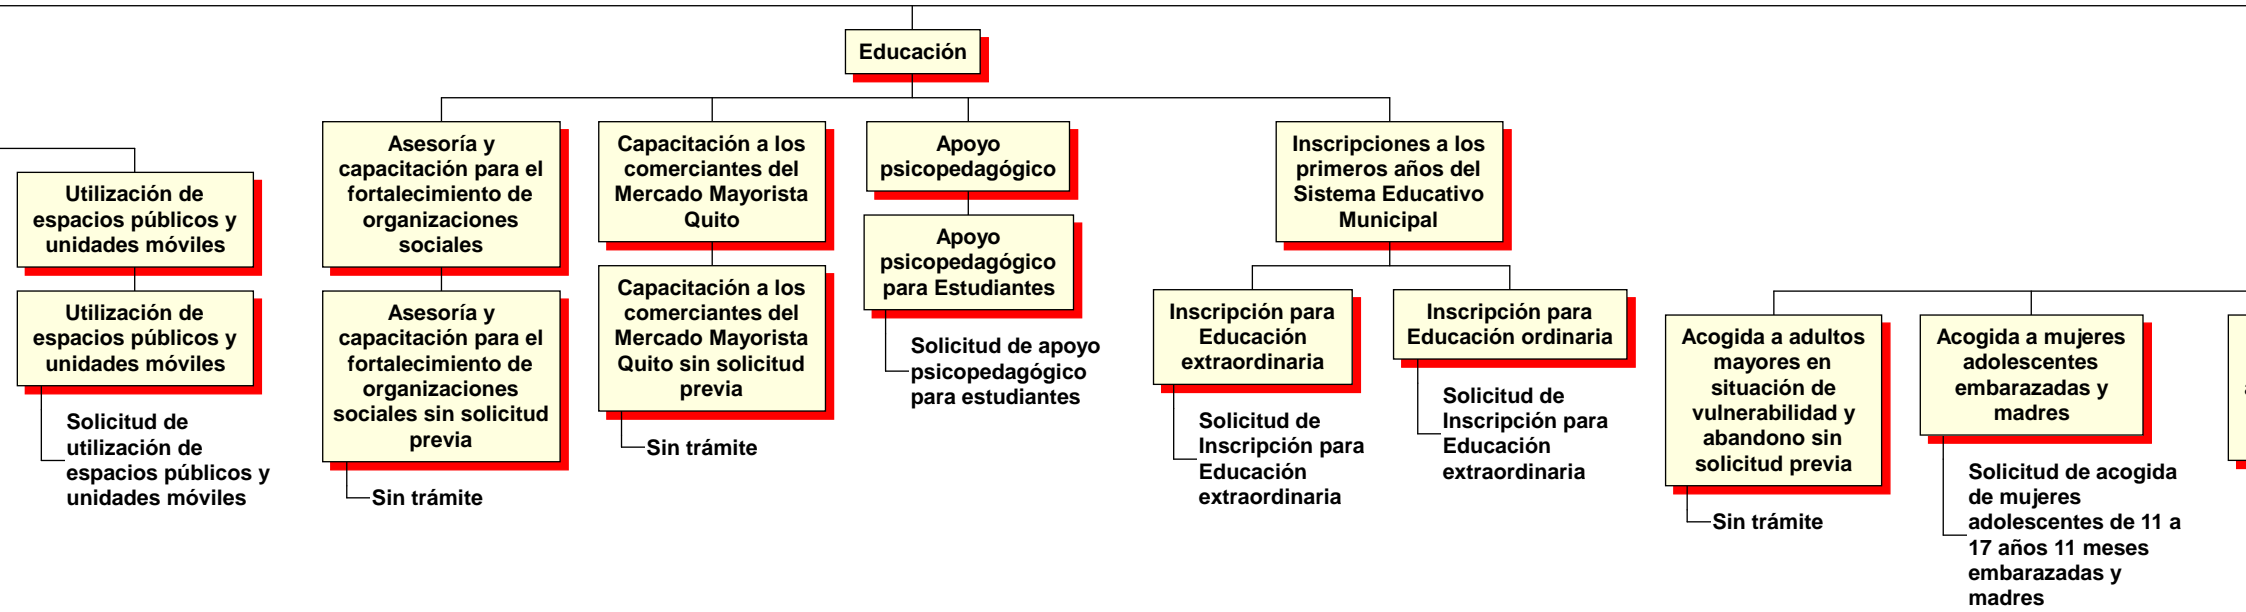 Educación
Utilización de
espacios públicos y
unidades móviles
Utilización de
espacios públicos y
unidades móviles
Solicitud de
utilización de
espacios públicos y
unidades móviles
Asesoría y
capacitación para el
fortalecimiento de
organizaciones
sociales
Asesoría y
capacitación para el
fortalecimiento de
organizaciones
sociales sin solicitud
previa
Sin trámite
Capacitación a los
comerciantes del
Mercado Mayorista
Quito
Capacitación a los
comerciantes del
Mercado Mayorista
Quito sin solicitud
previa
Sin trámite
Apoyo
psicopedagógico
Apoyo
psicopedagógico
para Estudiantes
Solicitud de apoyo
psicopedagógico
para estudiantes
Inscripciones a los
primeros años del
Sistema Educativo
Municipal
Inscripción para
Educación
extraordinaria
Solicitud de
Inscripción para
Educación
extraordinaria
Inscripción para
Educación ordinaria
Solicitud de
Inscripción para
Educación
extraordinaria
Acogida a adultos
mayores en
situación de
vulnerabilidad y
abandono sin
solicitud previa
Sin trámite
Acogida a mujeres
adolescentes
embarazadas y
madres
Solicitud de acogida
de mujeres
adolescentes de 11 a
17 años 11 meses
embarazadas y
madres